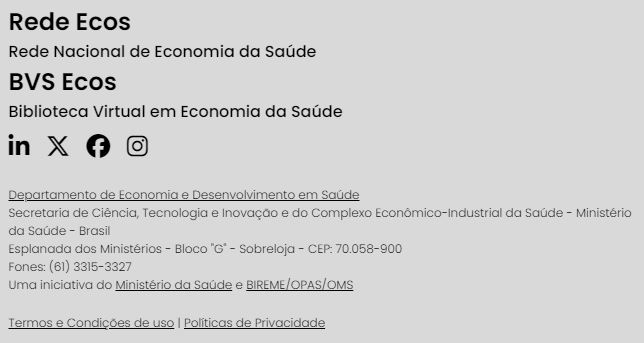 Rede Ecos
Rede Nacional de Economia da Saúde
BVS Ecos
Biblioteca Virtual em Economia da Saúde
Departamento de Economia e Desenvolvimento em Saúde
Secretaria de Ciência, Tecnologia e Inovação e do Complexo Econômico-Industrial da Saúde - Ministério
da Saúde - Brasil
Esplanada dos Ministérios - Bloco "G" - Sobreloja - CEP: 70.058-900
Fones: (61) 3315-3327
Uma iniciativa do Ministério da Saúde e BIREME/OPAS/OMS
Termos e Condições de uso | Políticas de Privacidade